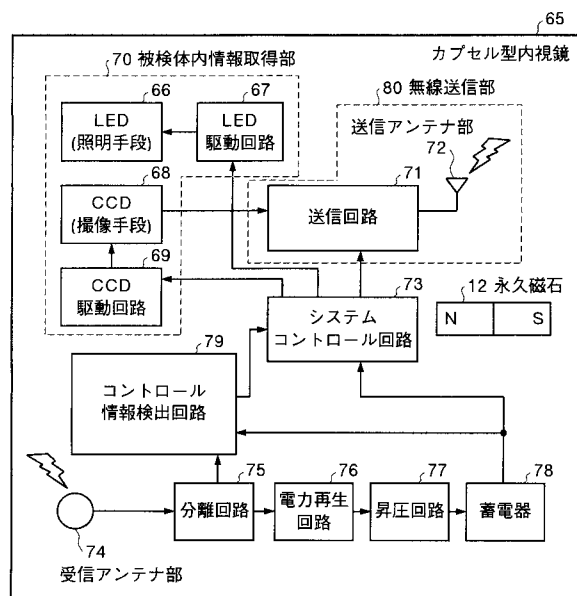 65
カプセル型内視鏡
70 被検体内情報取得部
66
LED
(照明手段)
67
LED
駆動回路
80 無線送信部
送信アンテナ部
72
68
CCD
(撮像手段)
71
送信回路
69
CCD
駆動回路
73
システム
コントロール回路
12 永久磁石
N
S
79
コントロール
情報検出回路
75
分離回路
76
電力再生
回路
77
昇圧回路
78
蓄電器
74
受信アンテナ部